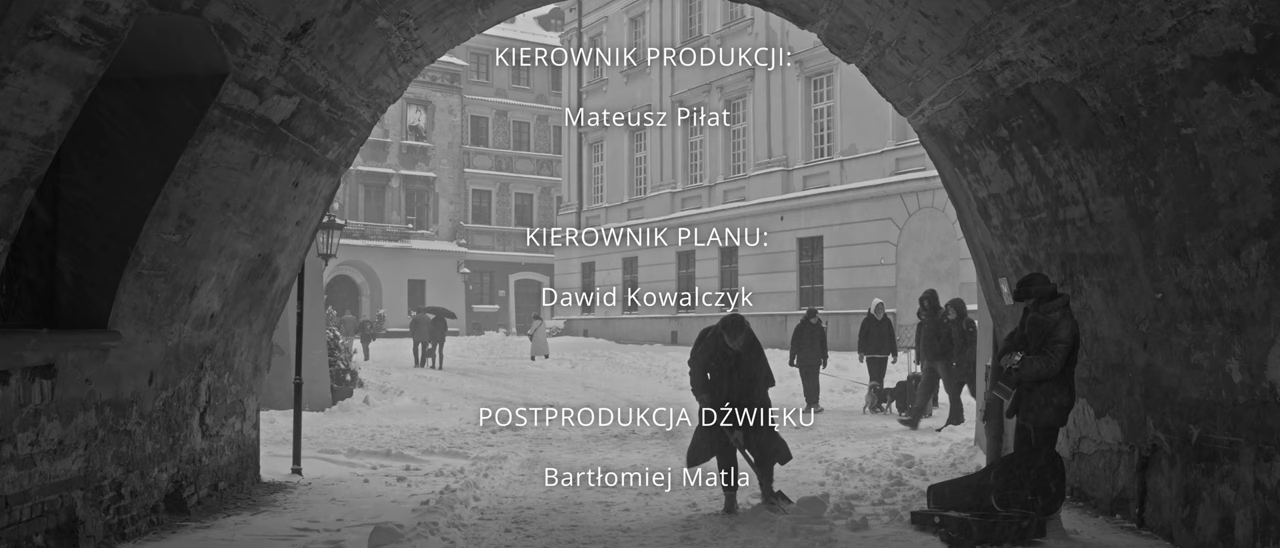 KIEROWNIK PRODUKCJI:
Mateusz Piłat
KIEROWNIK PLANU:
Dawid Kowalczyk
POSTPRODUKCJA DŹWIĘKU
Bartłomiej Matla